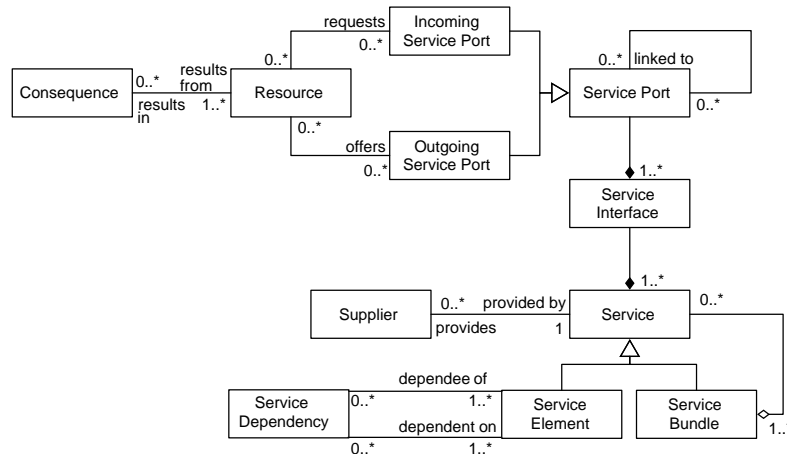 requests
0..*
0..*
Incoming
Service Port
Consequence
0..*
results
in
results
from
1..*
Resource
0..*
linked to
Service Port
0..*
0..*
offers
0..*
Outgoing
Service Port
1..*
Service
Interface
1..*
Supplier
0..*
provides
provided by
1
Service
0..*
Service
Dependency
dependee of
0..*
1..*
dependent on
0..*
1..*
Service
Element
Service
Bundle
1..